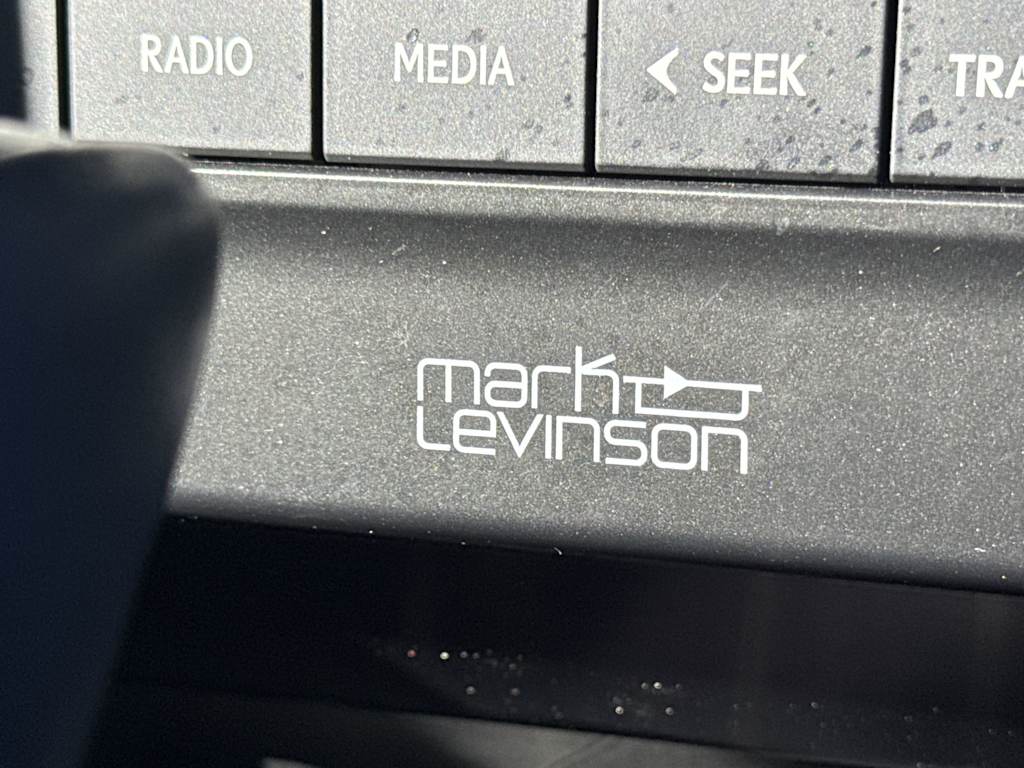 RADIO MEDIA < SEEK TRA
mark
Levinson